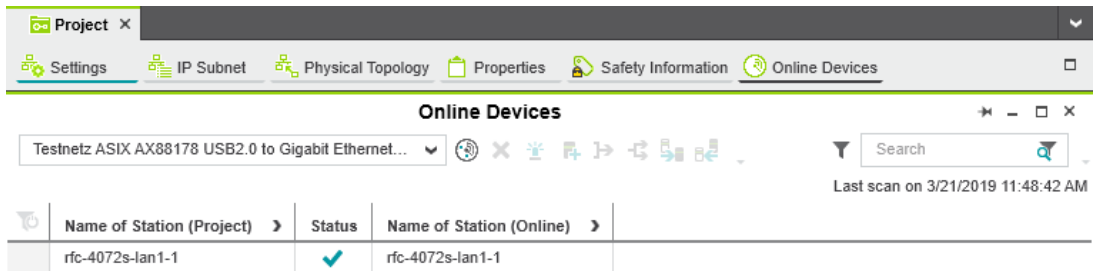 Project
Settings IP Subnet Physical Topology Properties Safety Information Online Devices
Online Devices
Testnetz ASIX AX88178 USB2.0 to Gigabit Ethernet... Search
Last scan on 3/21/2019 11:48:42 AM
Name of Station (Project) Status Name of Station (Online)
rfc-4072s-lan1-1 rfc-4072s-lan1-1